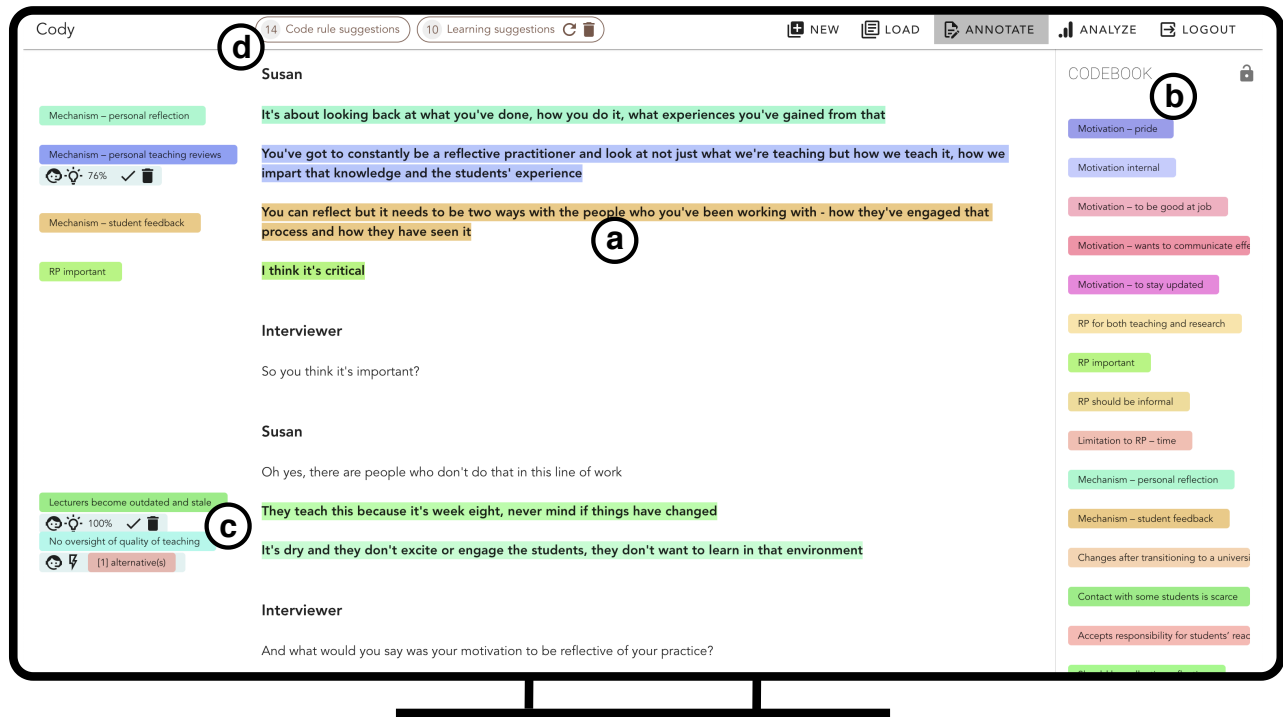 Cody
14 Code rule suggestions
10 Learning suggestions
NEW
LOAD
ANNOTATE
ANALYZE
LOGOUT
d
Susan
Mechanism – personal reflection
It's about looking back at what you've done, how you do it, what experiences you've gained from that
Mechanism – personal teaching reviews
76%
You've got to constantly be a reflective practitioner and look at not just what we're teaching but how we teach it, how we
impart that knowledge and the students' experience
Mechanism – student feedback
You can reflect but it needs to be two ways with the people who you've been working with - how they've engaged that
process and how they have seen it
a
RP important
I think it's critical
Interviewer
So you think it's important?
Susan
Oh yes, there are people who don't do that in this line of work
Lecturers become outdated and stale
100%
c
They teach this because it's week eight, never mind if things have changed
No oversight of quality of teaching
[1] alternative(s)
It's dry and they don't excite or engage the students, they don't want to learn in that environment
Interviewer
And what would you say was your motivation to be reflective of your practice?
CODEBOOK
b
Motivation – pride
Motivation internal
Motivation – to be good at job
Motivation – wants to communicate effe
Motivation – to stay updated
RP for both teaching and research
RP important
RP should be informal
Limitation to RP – time
Mechanism – personal reflection
Mechanism – student feedback
Changes after transitioning to a universi
Contact with some students is scarce
Accepts responsibility for students' reac